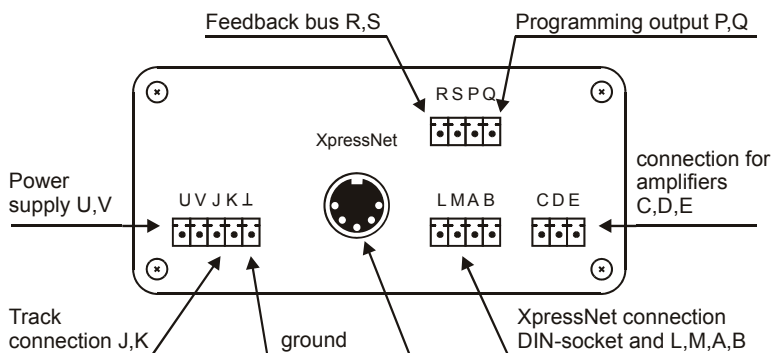 Feedback bus R,S
Programming output P,Q
R S P Q
XpressNet
connection for
amplifiers
C,D,E
Power
supply U,V
U V J K ⊥
L M A B
C D E
Track
connection J,K
ground
XpressNet connection
DIN-socket and L,M,A,B